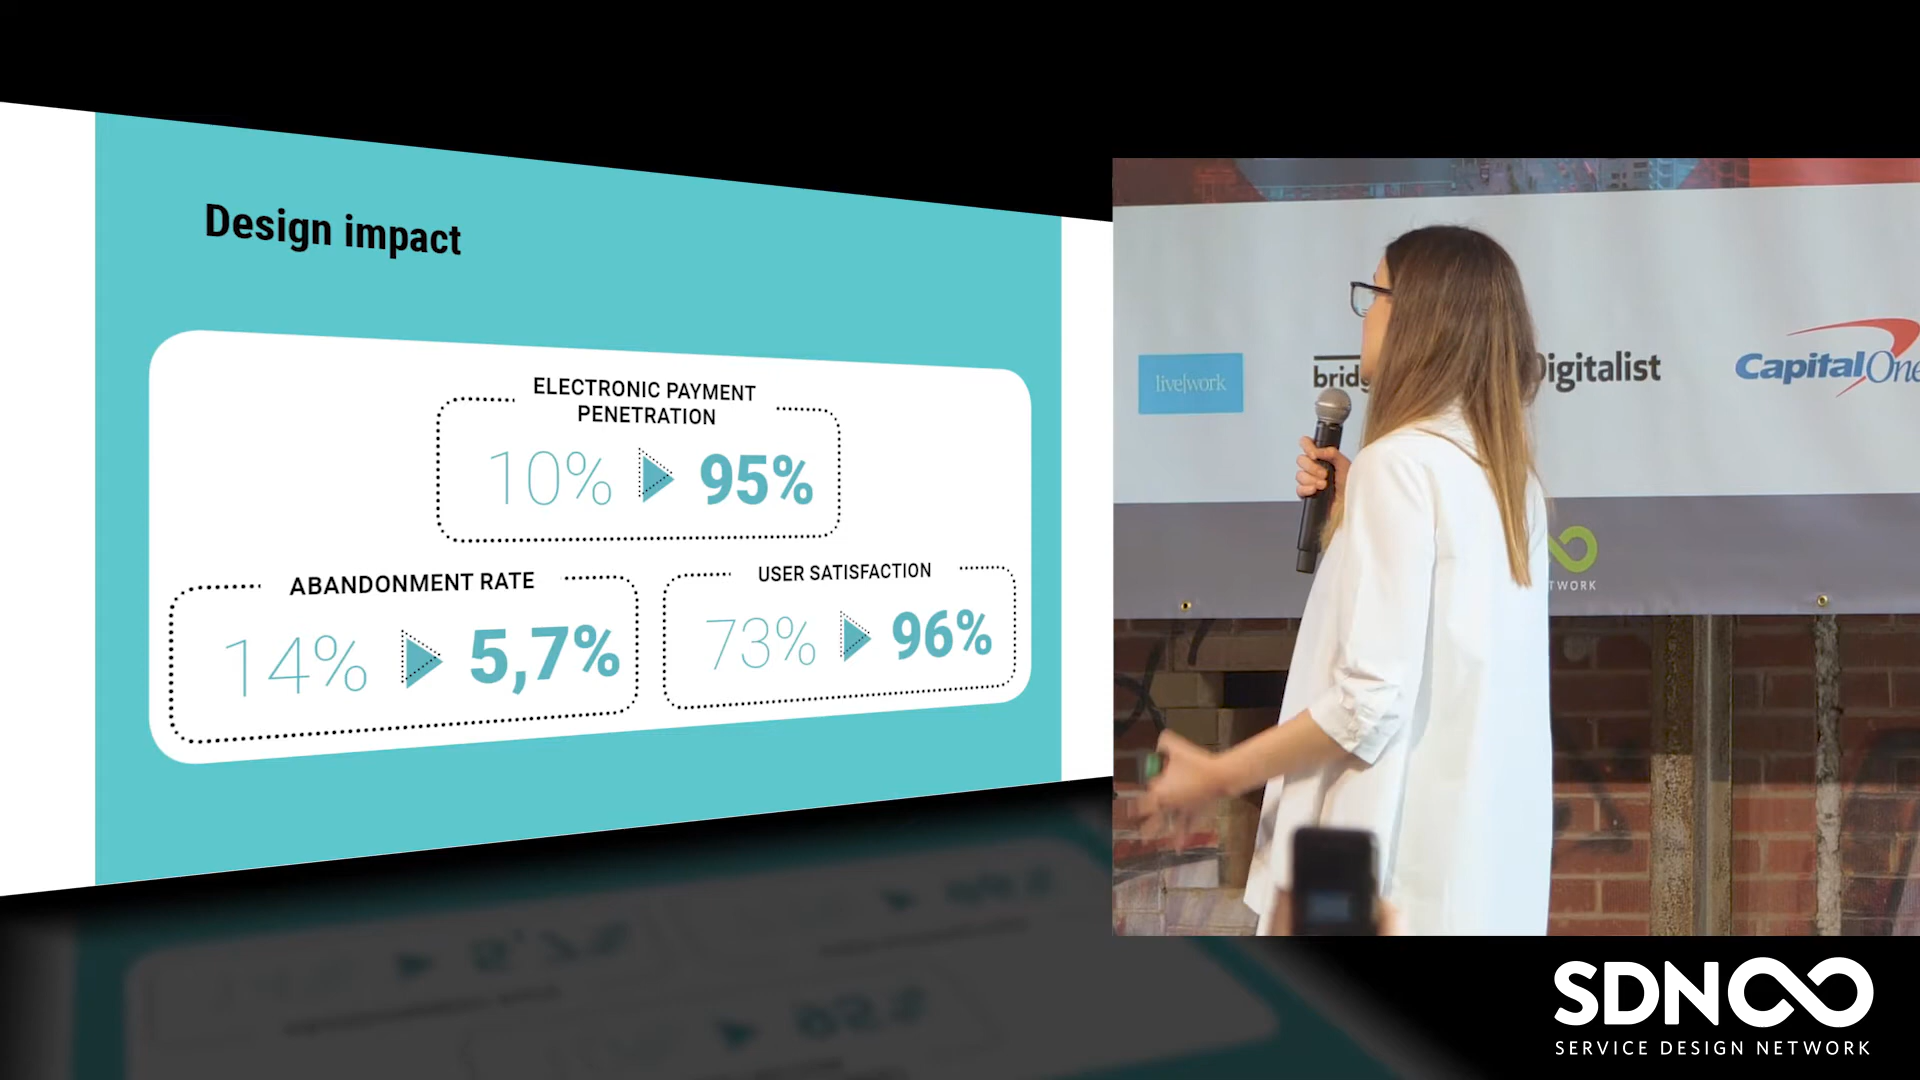 Design impact
ELECTRONIC PAYMENT
PENETRATION
10% 95%
ABANDONMENT RATE
14% 5,7%
USER SATISFACTION
73% 96%
live|work
Digitalist
CapitalOne
SDN
SERVICE DESIGN NETWORK